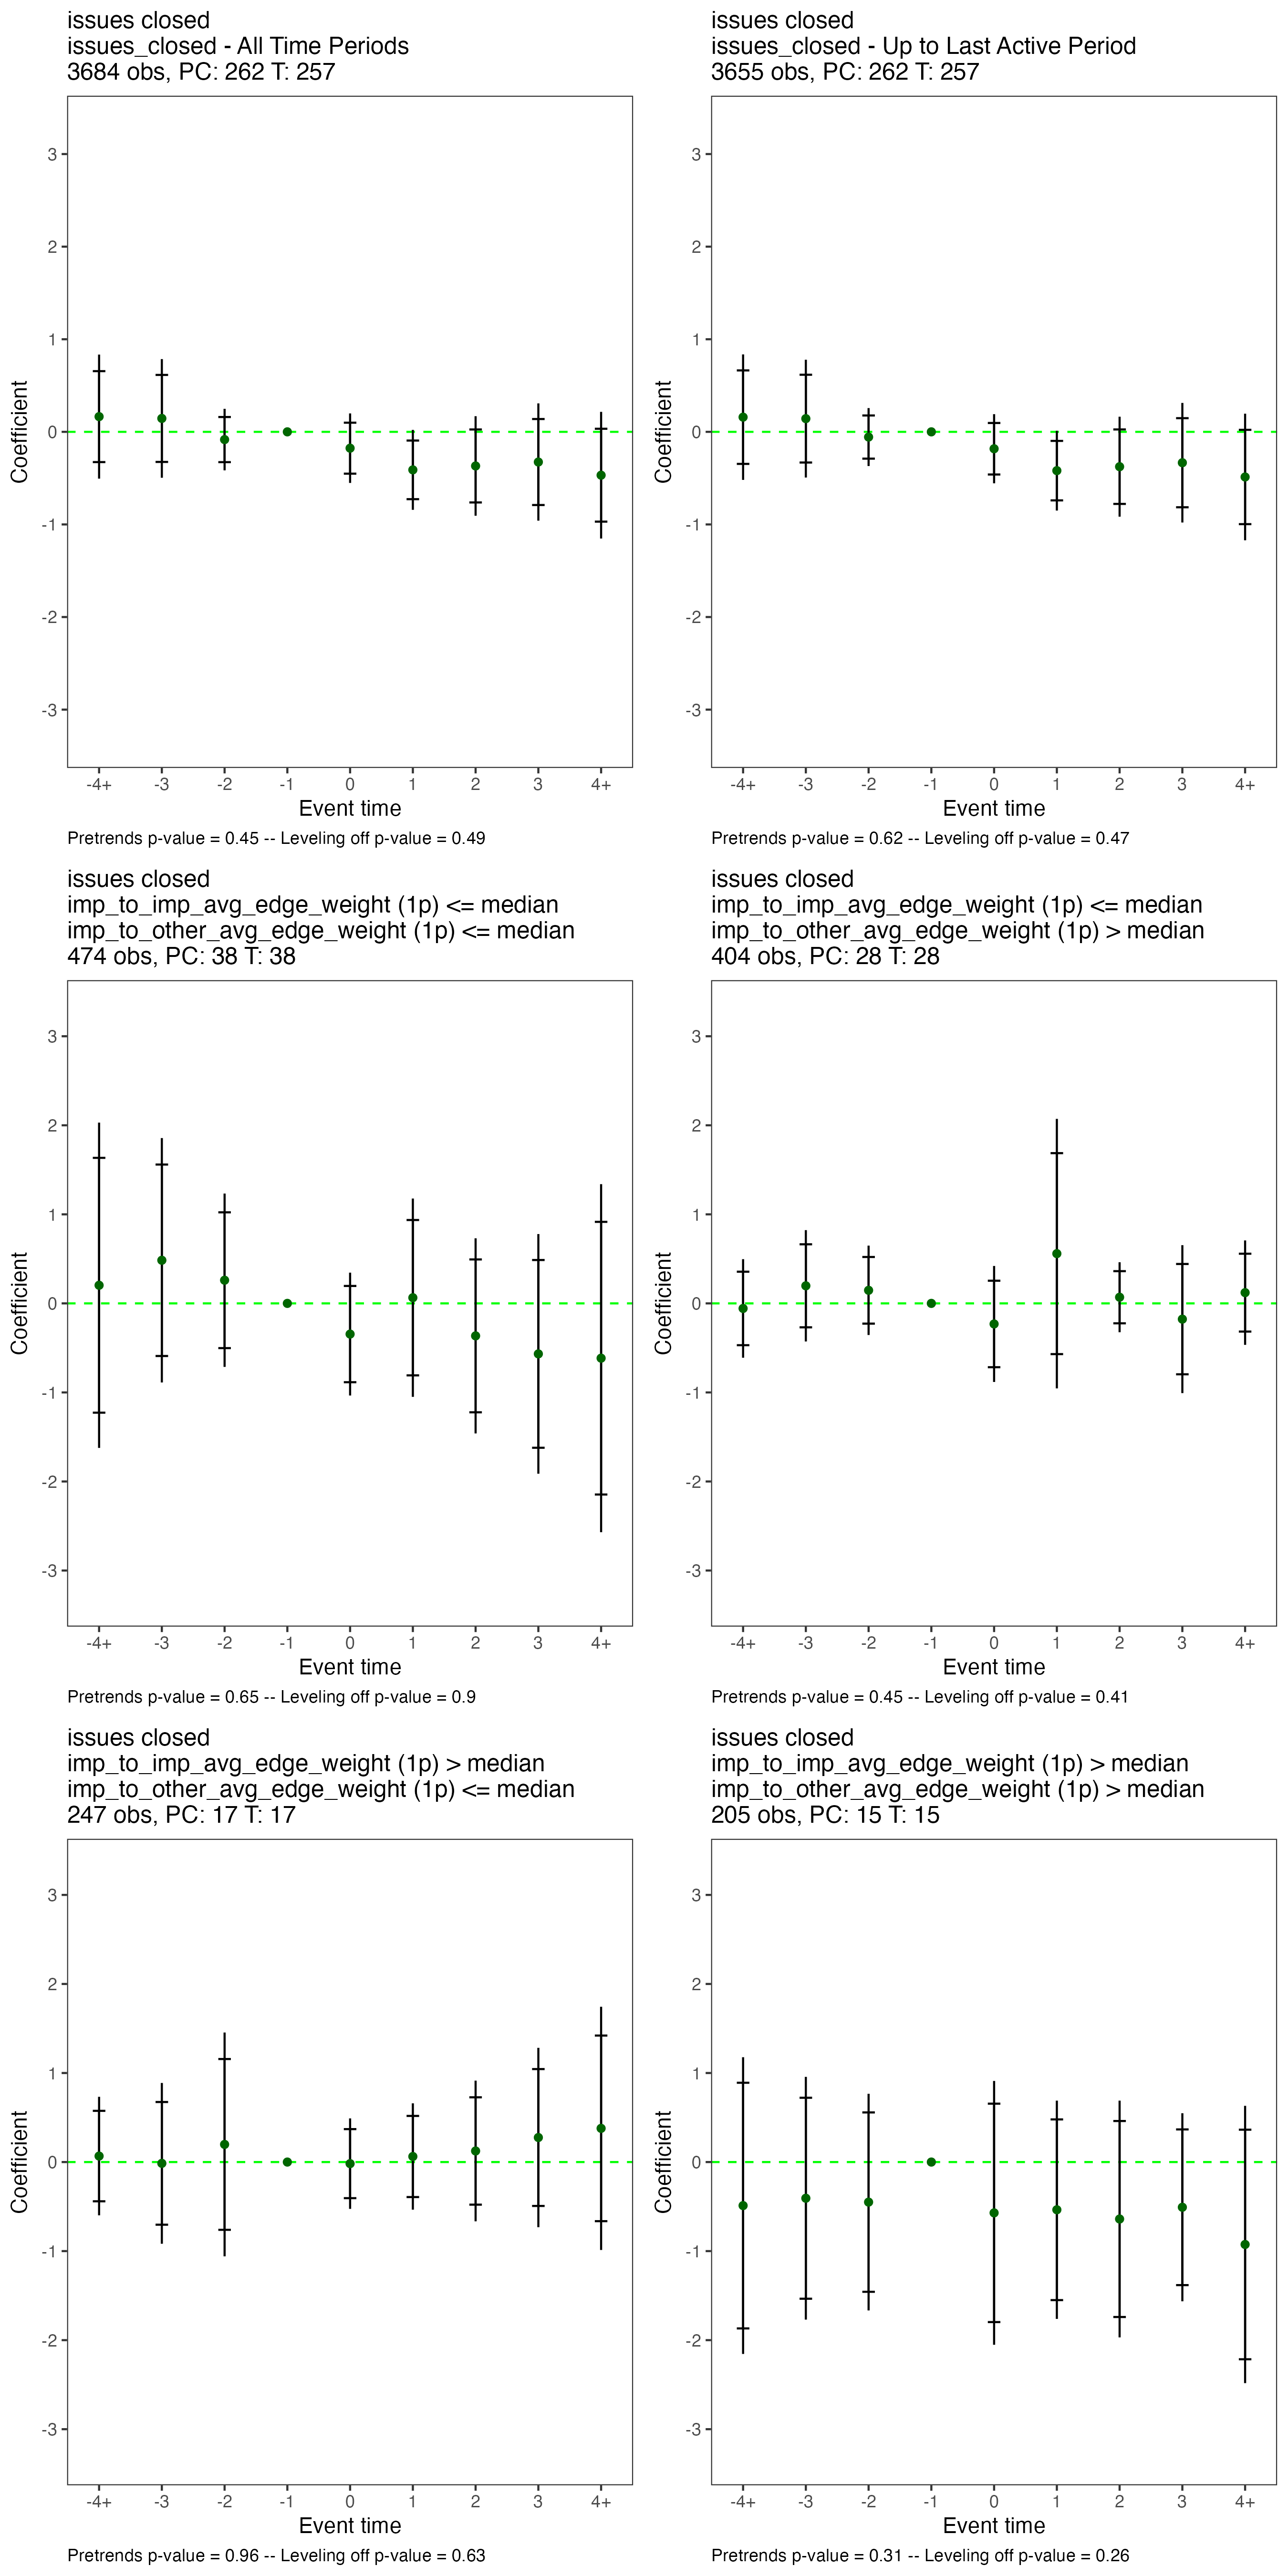 issues closed
issues_closed - All Time Periods
3684 obs, PC: 262 T: 257
3
2
1
0
-1
-2
-3
Coefficient
-4+ -3 -2 -1 0 1 2 3 4+
Event time
Pretrends p-value = 0.45 -- Leveling off p-value = 0.49
issues closed
issues_closed - Up to Last Active Period
3655 obs, PC: 262 T: 257
3
2
1
0
-1
-2
-3
Coefficient
-4+ -3 -2 -1 0 1 2 3 4+
Event time
Pretrends p-value = 0.62 -- Leveling off p-value = 0.47
issues closed
imp_to_imp_avg_edge_weight (1p) <= median
imp_to_other_avg_edge_weight (1p) <= median
474 obs, PC: 38 T: 38
3
2
1
0
-1
-2
-3
Coefficient
-4+ -3 -2 -1 0 1 2 3 4+
Event time
Pretrends p-value = 0.65 -- Leveling off p-value = 0.9
issues closed
imp_to_imp_avg_edge_weight (1p) <= median
imp_to_other_avg_edge_weight (1p) > median
404 obs, PC: 28 T: 28
3
2
1
0
-1
-2
-3
Coefficient
-4+ -3 -2 -1 0 1 2 3 4+
Event time
Pretrends p-value = 0.45 -- Leveling off p-value = 0.41
issues closed
imp_to_imp_avg_edge_weight (1p) > median
imp_to_other_avg_edge_weight (1p) <= median
247 obs, PC: 17 T: 17
3
2
1
0
-1
-2
-3
Coefficient
-4+ -3 -2 -1 0 1 2 3 4+
Event time
Pretrends p-value = 0.96 -- Leveling off p-value = 0.63
issues closed
imp_to_imp_avg_edge_weight (1p) > median
imp_to_other_avg_edge_weight (1p) > median
205 obs, PC: 15 T: 15
3
2
1
0
-1
-2
-3
Coefficient
-4+ -3 -2 -1 0 1 2 3 4+
Event time
Pretrends p-value = 0.31 -- Leveling off p-value = 0.26